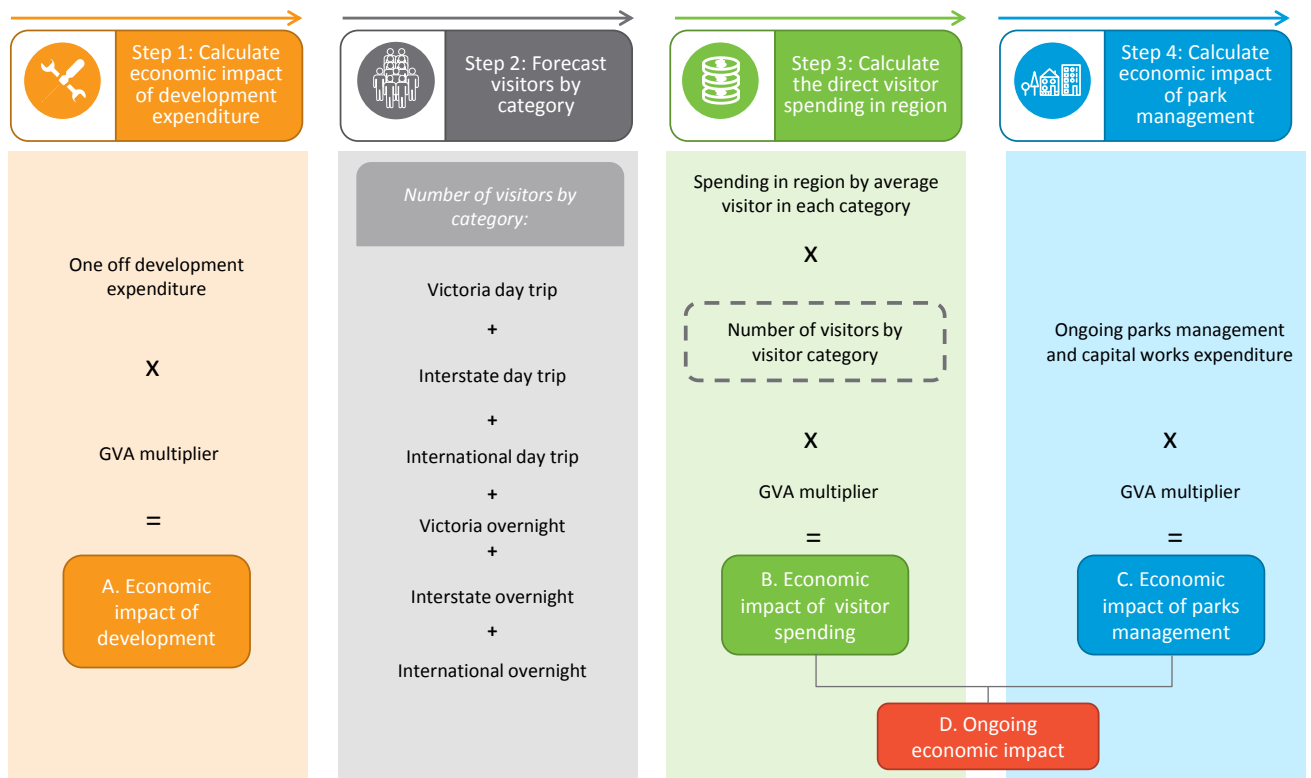 Step 1: Calculate
economic impact
of development
expenditure
One off development
expenditure
X
GVA multiplier
=
A. Economic
impact of
development
Step 2: Forecast
visitors by
category
Number of visitors by
category:
Victoria day trip
+
Interstate day trip
+
International day trip
+
Victoria overnight
+
Interstate overnight
+
International overnight
Step 3: Calculate
the direct visitor
spending in region
Spending in region by average
visitor in each category
X
Number of visitors by
visitor category
X
GVA multiplier
=
B. Economic
impact of visitor
spending
Step 4: Calculate
economic impact
of park
management
Ongoing parks management
and capital works expenditure
X
GVA multiplier
=
C. Economic
impact of parks
management
D. Ongoing
economic impact